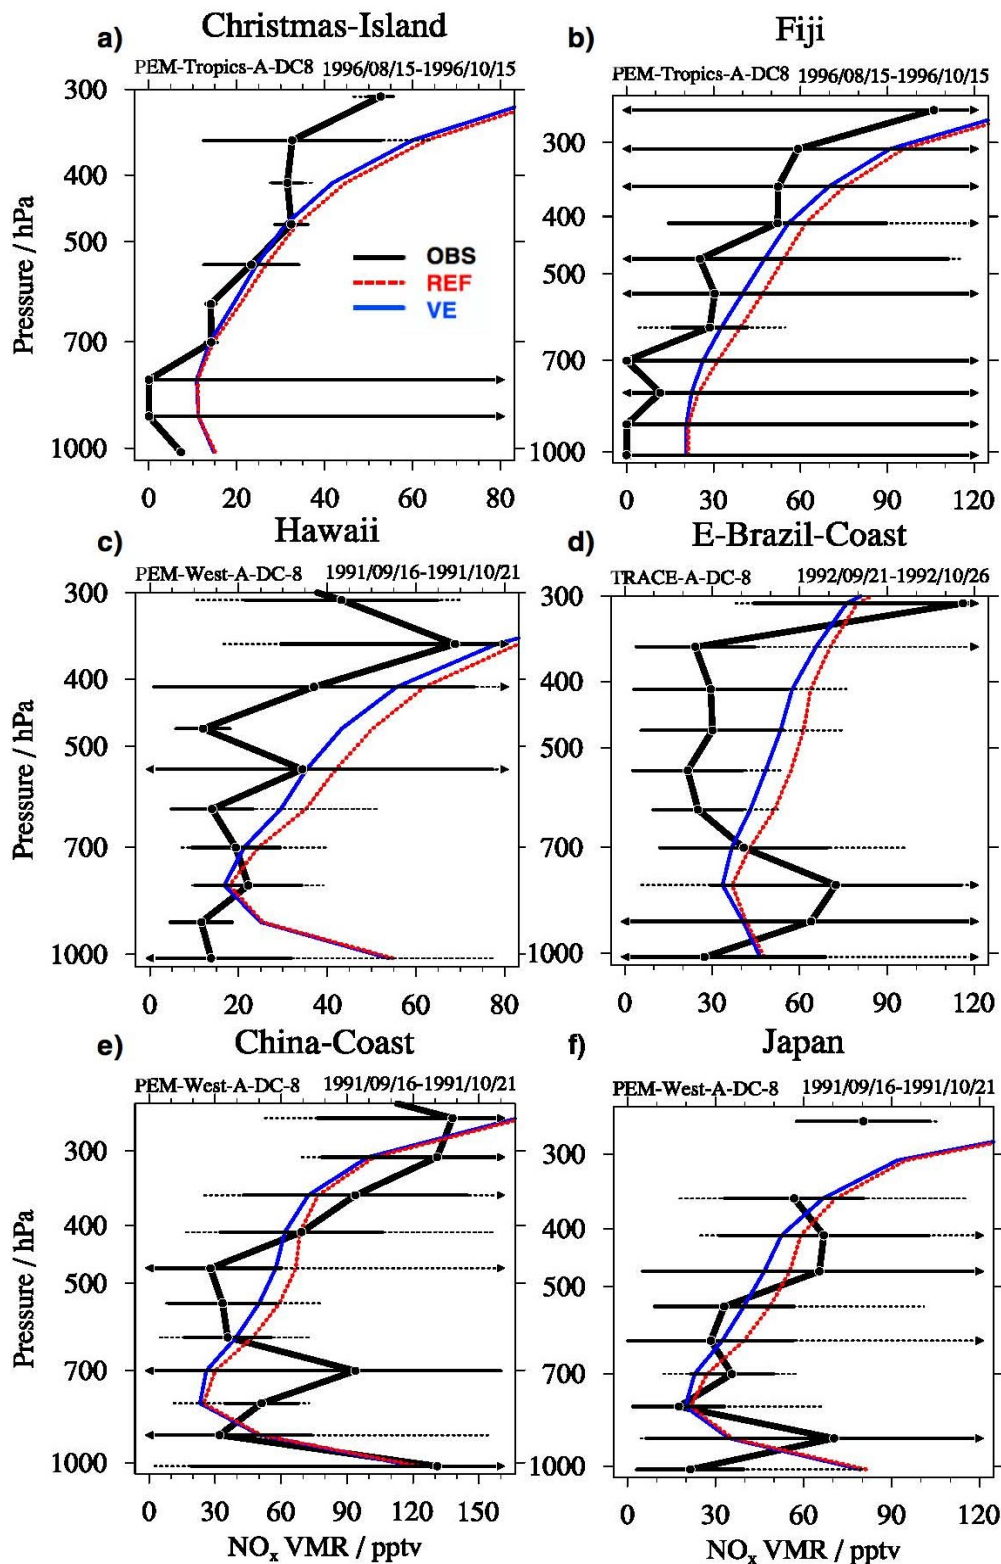 a) Christmas-Island
PEM-Tropics-A-DC8 1996/08/15-1996/10/15
300
400
500
700
1000
Pressure / hPa
OBS
REF
VE
0 20 40 60 80
b) Fiji
PEM-Tropics-A-DC8 1996/08/15-1996/10/15
300
400
500
700
1000
0 30 60 90 120
c) Hawaii
PEM-West-A-DC-8 1991/09/16-1991/10/21
300
400
500
700
1000
Pressure / hPa
0 20 40 60 80
d) E-Brazil-Coast
TRACE-A-DC-8 1992/09/21-1992/10/26
300
400
500
700
1000
0 30 60 90 120
e) China-Coast
PEM-West-A-DC-8 1991/09/16-1991/10/21
300
400
500
700
1000
Pressure / hPa
0 30 60 90 120 150
NOx VMR / pptv
f) Japan
PEM-West-A-DC-8 1991/09/16-1991/10/21
300
400
500
700
1000
0 30 60 90 120
NOx VMR / pptv